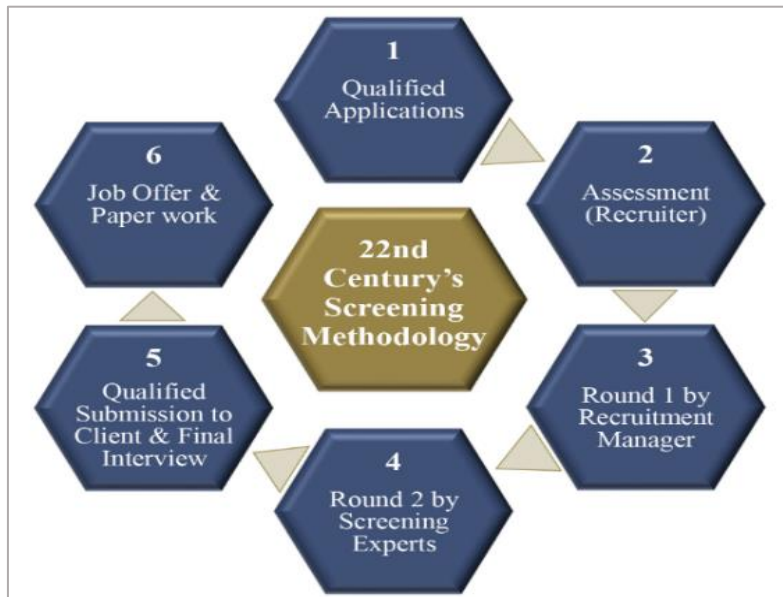 1
Qualified
Applications
2
Assessment
(Recruiter)
3
Round 1 by
Recruitment
Manager
4
Round 2 by
Screening
Experts
5
Qualified
Submission to
Client & Final
Interview
6
Job Offer &
Paper work
22nd
Century’s
Screening
Methodology